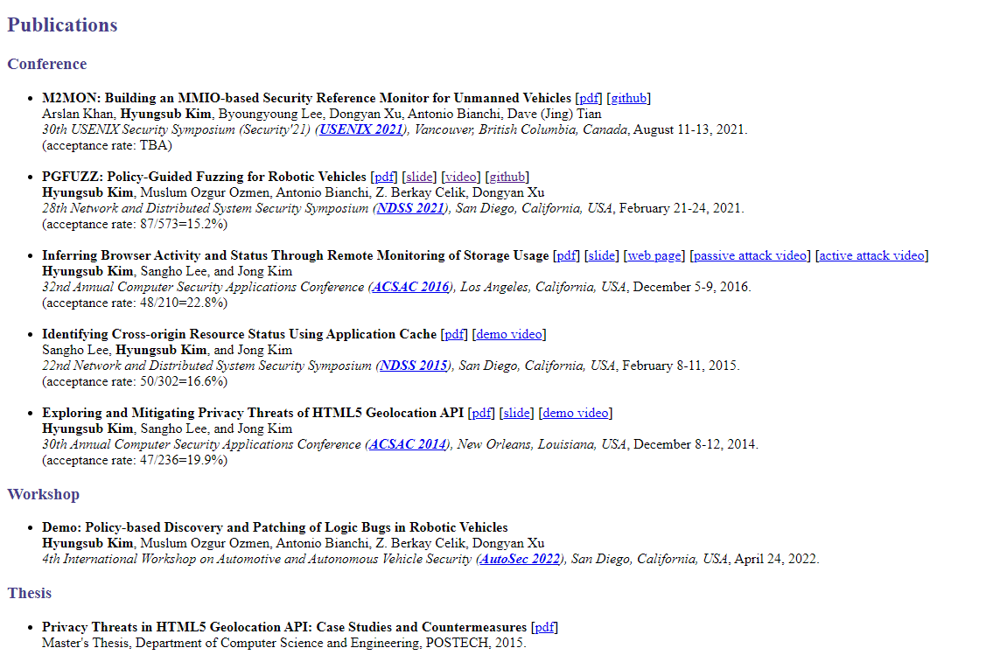 Publications
Conference
M2MON: Building an MMIO-based Security Reference Monitor for Unmanned Vehicles [pdf] [github]
Arslan Khan, Hyungsub Kim, Byoungyoung Lee, Dongyan Xu, Antonio Bianchi, Dave (Jing) Tian
30th USENIX Security Symposium (Security'21) (USENIX 2021), Vancouver, British Columbia, Canada, August 11-13, 2021.
(acceptance rate: TBA)
PGFUZZ: Policy-Guided Fuzzing for Robotic Vehicles [pdf] [slide] [video] [github]
Hyungsub Kim, Muslum Ozgur Ozmen, Antonio Bianchi, Z. Berkay Celik, Dongyan Xu
28th Network and Distributed System Security Symposium (NDSS 2021), San Diego, California, USA, February 21-24, 2021.
(acceptance rate: 87/573=15.2%)
Inferring Browser Activity and Status Through Remote Monitoring of Storage Usage [pdf] [slide] [web page] [passive attack video] [active attack video]
Hyungsub Kim, Sangho Lee, and Jong Kim
32nd Annual Computer Security Applications Conference (ACSAC 2016), Los Angeles, California, USA, December 5-9, 2016.
(acceptance rate: 48/210=22.8%)
Identifying Cross-origin Resource Status Using Application Cache [pdf] [demo video]
Sangho Lee, Hyungsub Kim, and Jong Kim
22nd Network and Distributed System Security Symposium (NDSS 2015), San Diego, California, USA, February 8-11, 2015.
(acceptance rate: 50/302=16.6%)
Exploring and Mitigating Privacy Threats of HTML5 Geolocation API [pdf] [slide] [demo video]
Hyungsub Kim, Sangho Lee, and Jong Kim
30th Annual Computer Security Applications Conference (ACSAC 2014), New Orleans, Louisiana, USA, December 8-12, 2014.
(acceptance rate: 47/236=19.9%)
Workshop
Demo: Policy-based Discovery and Patching of Logic Bugs in Robotic Vehicles
Hyungsub Kim, Muslum Ozgur Ozmen, Antonio Bianchi, Z. Berkay Celik, Dongyan Xu
4th International Workshop on Automotive and Autonomous Vehicle Security (AutoSec 2022), San Diego, California, USA, April 24, 2022.
Thesis
Privacy Threats in HTML5 Geolocation API: Case Studies and Countermeasures [pdf]
Master's Thesis, Department of Computer Science and Engineering, POSTECH, 2015.